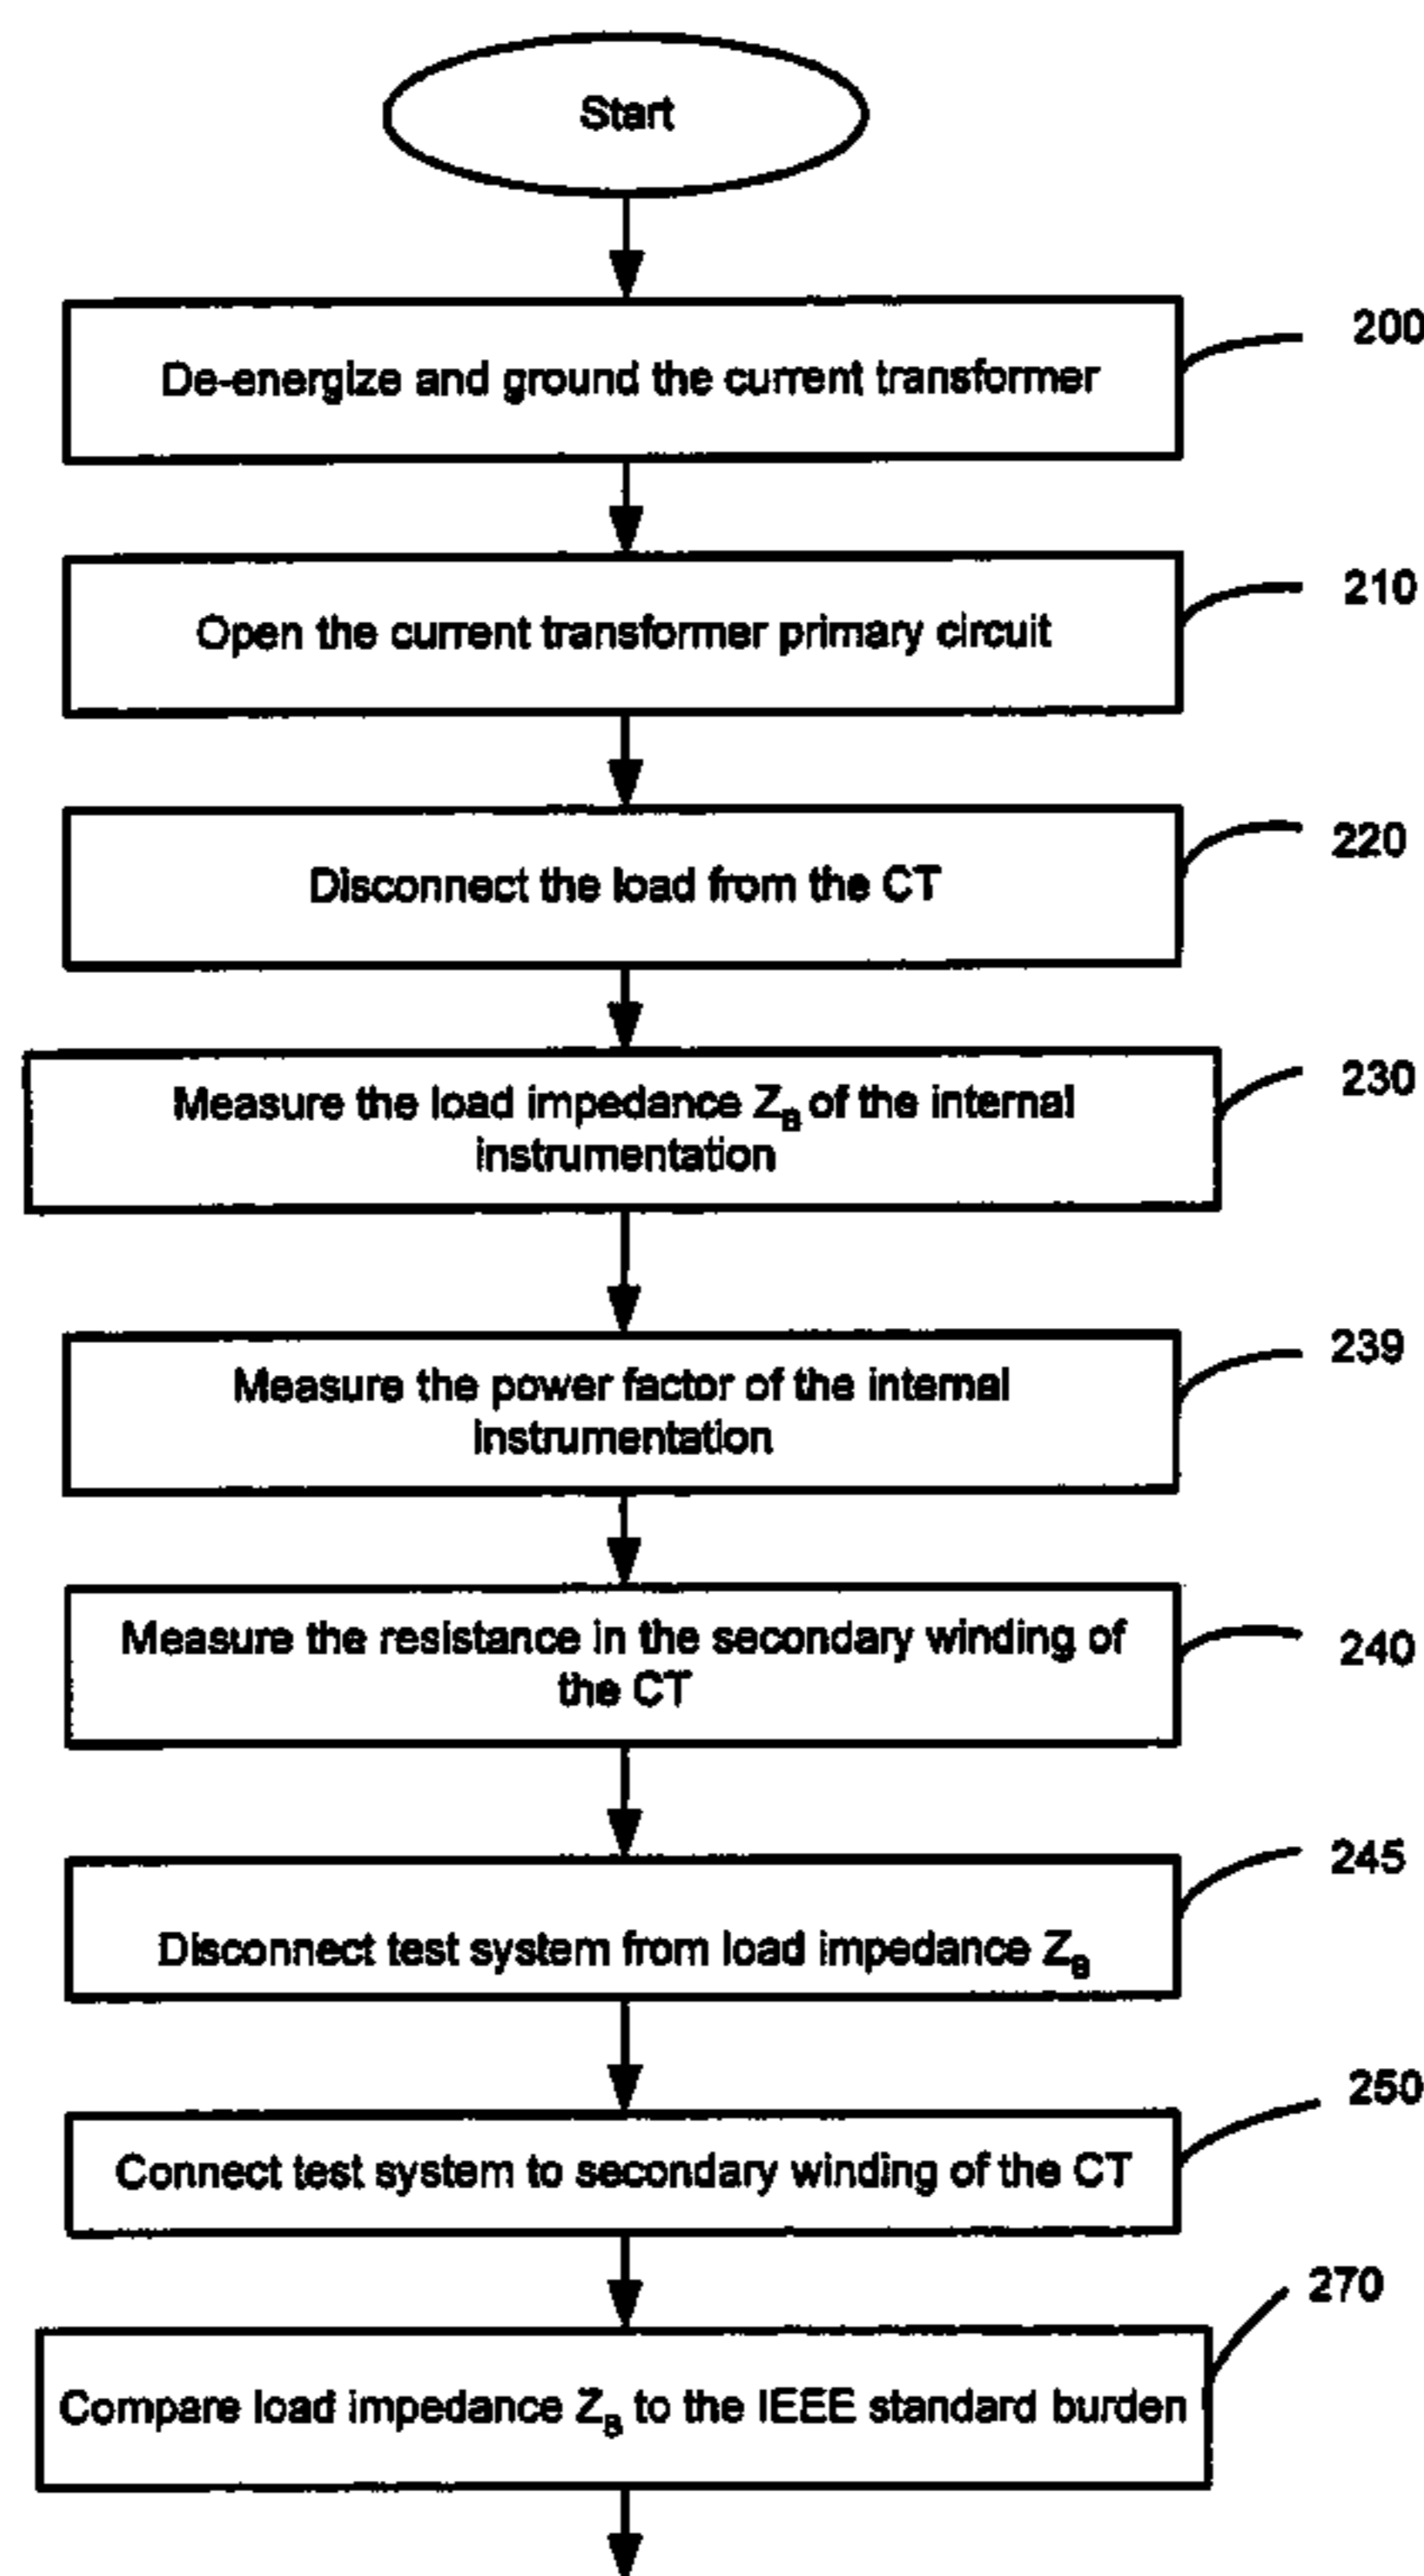 Start
De-energize and ground the current transformer
200
Open the current transformer primary circuit
210
Disconnect the load from the CT
220
Measure the load impedance ZB of the internal
instrumentation
230
Measure the power factor of the internal
instrumentation
239
Measure the resistance in the secondary winding of
the CT
240
Disconnect test system from load impedance ZB
245
Connect test system to secondary winding of the CT
250
Compare load impedance ZB to the IEEE standard burden
270